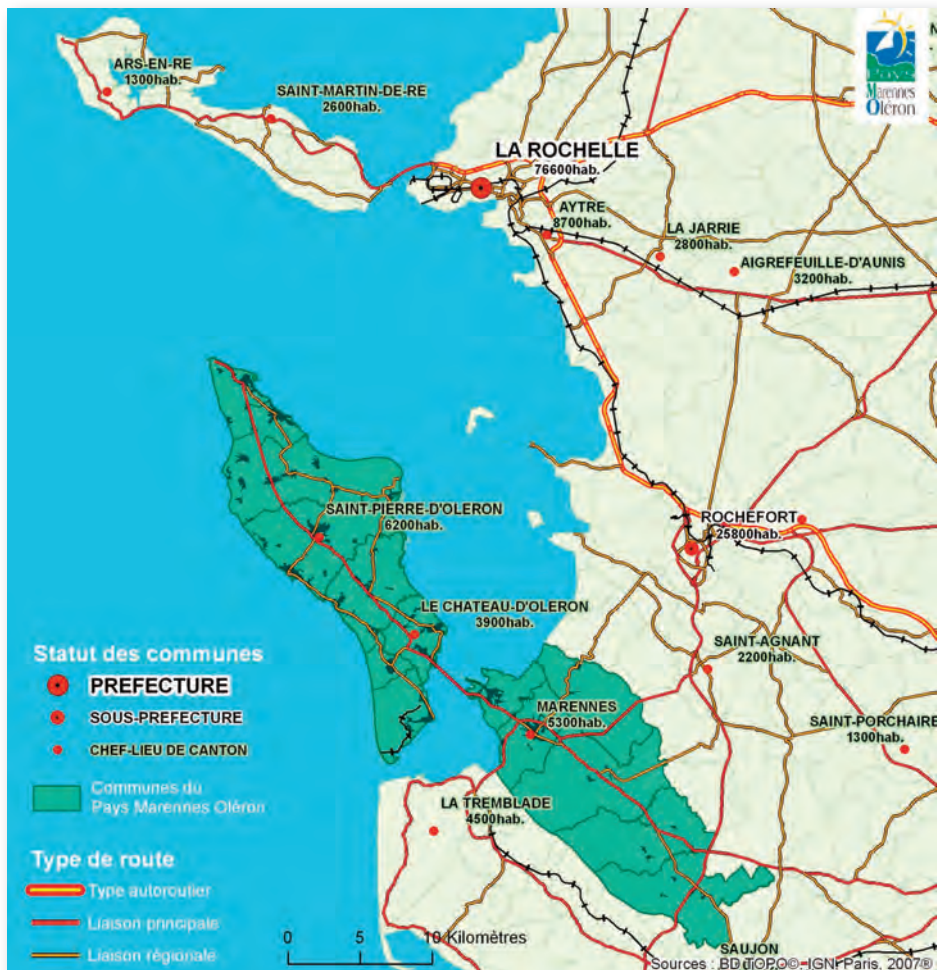 PAYS
Marennes
Oléron
N
ARS-EN-RE
1300hab.
SAINT-MARTIN-DE-RE
2600hab.
LA ROCHELLE
76600hab.
AYTRE
8700hab.
LA JARRIE
2800hab.
AIGREFEUILLE-D'AUNIS
3200hab.
SAINT-PIERRE-D'OLERON
6200hab.
ROCHEFORT
25800hab.
LE CHATEAU-D'OLERON
3900hab.
SAINT-AGNANT
2200hab.
MARENNES
5300hab.
SAINT-PORCHAIRE
1300hab.
LA TREMBLADE
4500hab.
SAUJON
Statut des communes
PREFECTURE
SOUS-PREFECTURE
CHEF-LIEU DE CANTON
Communes du
Pays Marennes Oléron
Type de route
Type autoroutier
Liaison principale
Liaison régionale
0 5 10 Kilomètres
Sources : BD TOPO©- IGN, Paris, 2007®